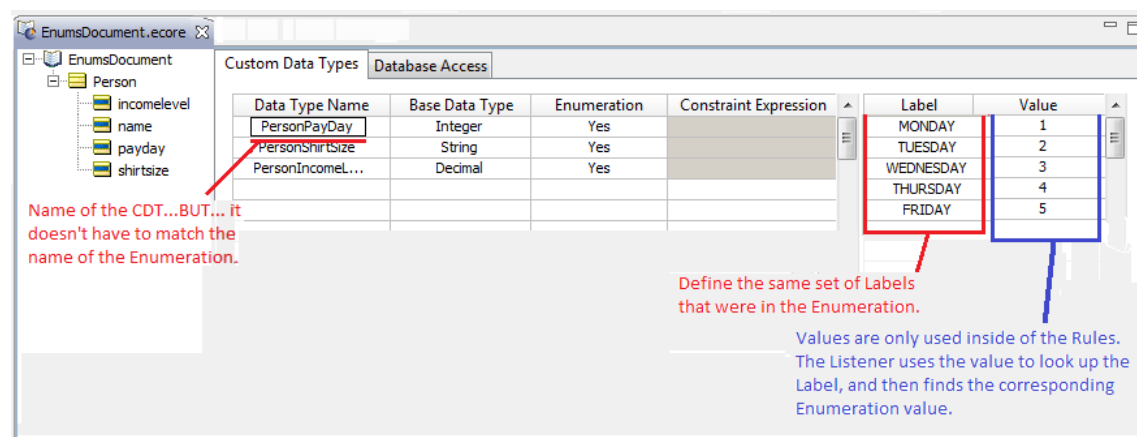 EnumsDocument.ecore
EnumsDocument
Person
incomelevel
name
payday
shirtsize
Custom Data Types Database Access
Data Type Name Base Data Type Enumeration Constraint Expression Label Value
PersonPayDay Integer Yes MONDAY 1
PersonShirtSize String Yes TUESDAY 2
PersonIncomeL... Decimal Yes WEDNESDAY 3
THURSDAY 4
FRIDAY 5
Name of the CDT...BUT... it
doesn't have to match the
name of the Enumeration.
Define the same set of Labels
that were in the Enumeration.
Values are only used inside of the Rules.
The Listener uses the value to look up the
Label, and then finds the corresponding
Enumeration value.